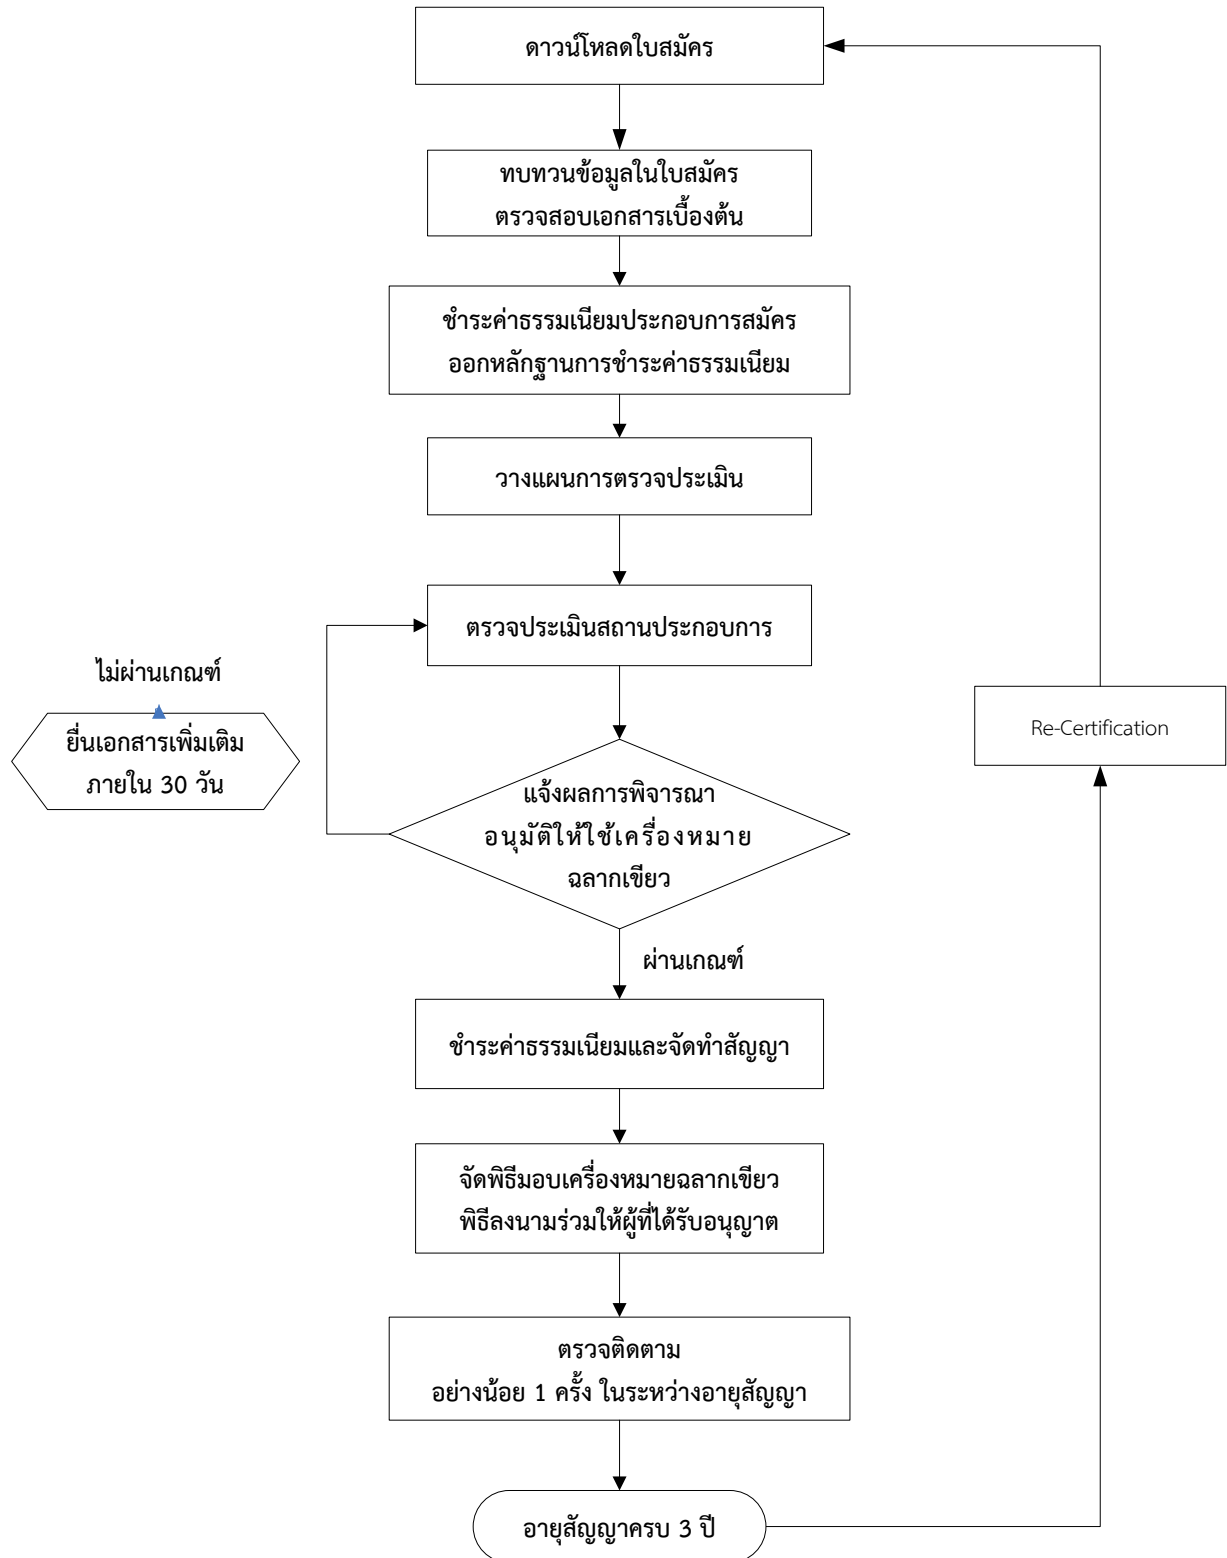 ดาวน์โหลดใบสมัคร
ทบทวนข้อมูลในใบสมัคร
ตรวจสอบเอกสารเบื้องต้น
ชำระค่าธรรมเนียมประกอบการสมัคร
ออกหลักฐานการชำระค่าธรรมเนียม
วางแผนการตรวจประเมิน
ตรวจประเมินสถานประกอบการ
ไม่ผ่านเกณฑ์
ยื่นเอกสารเพิ่มเติม
ภายใน 30 วัน
Re-Certification
แจ้งผลการพิจารณา
อนุมัติให้ใช้เครื่องหมาย
ฉลากเขียว
ผ่านเกณฑ์
ชำระค่าธรรมเนียมและจัดทำสัญญา
จัดพิธีมอบเครื่องหมายฉลากเขียว
พิธีลงนามร่วมให้ผู้ที่ได้รับอนุญาต
ตรวจติดตาม
อย่างน้อย 1 ครั้ง ในระหว่างอายุสัญญา
อายุสัญญาครบ 3 ปี